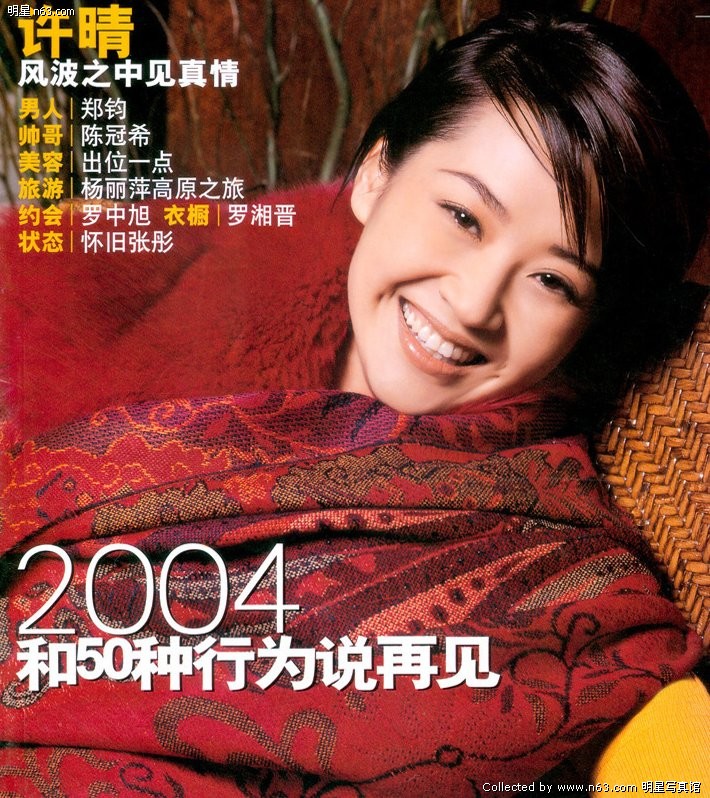 明星n63.com
许晴
风波之中见真情
男人|郑钧
帅哥|陈冠希
美容|出位一点
旅游|杨丽萍高原之旅
约会|罗中旭 衣橱|罗湘晋
状态|怀旧张彤
2004
和50种行为说再见
Collected by www.n63.com 明星写真馆